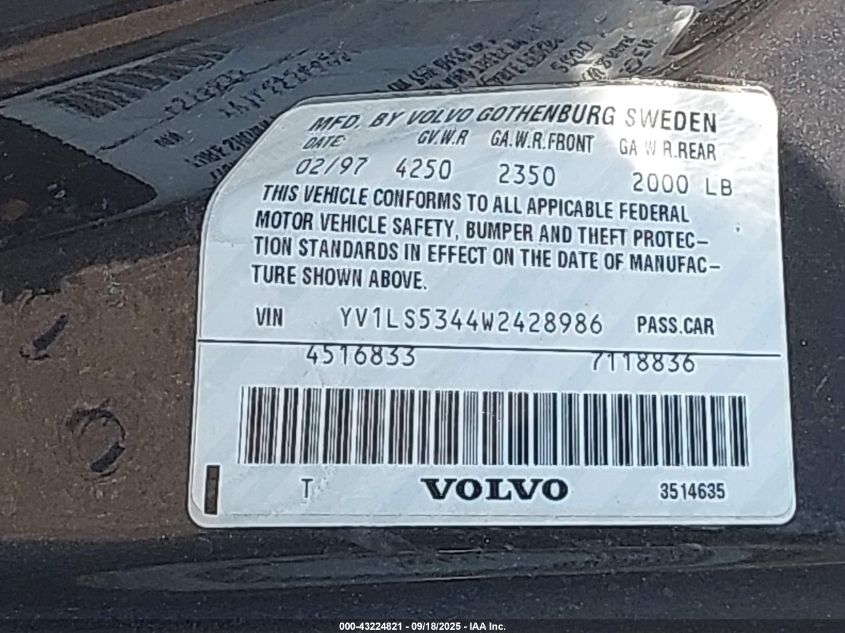 MFD. BY VOLVO GOTHENBURG SWEDEN
DATE G.V.W.R GA.W.R.FRONT GA W R.REAR
02/97 4250 2350 2000 LB
THIS VEHICLE CONFORMS TO ALL APPICABLE FEDERAL
MOTOR VEHICLE SAFETY, BUMPER AND THEFT PROTEC-
TION STANDARDS IN EFFECT ON THE DATE OF MANUFAC-
TURE SHOWN ABOVE.
VIN YV1LS5344W2428986 PASS.CAR
4516833 7118836
T VOLVO 3514635
000-43224821 - 09/18/2025 - IAA Inc.